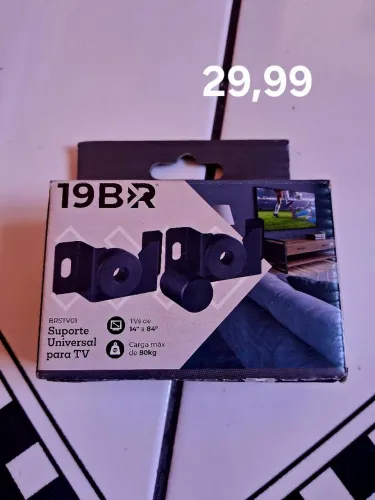 29,99
19BR
BRSTV01
Suporte
Universal
para TV
TVs de
14" a 84"
Carga máx.
de 80kg